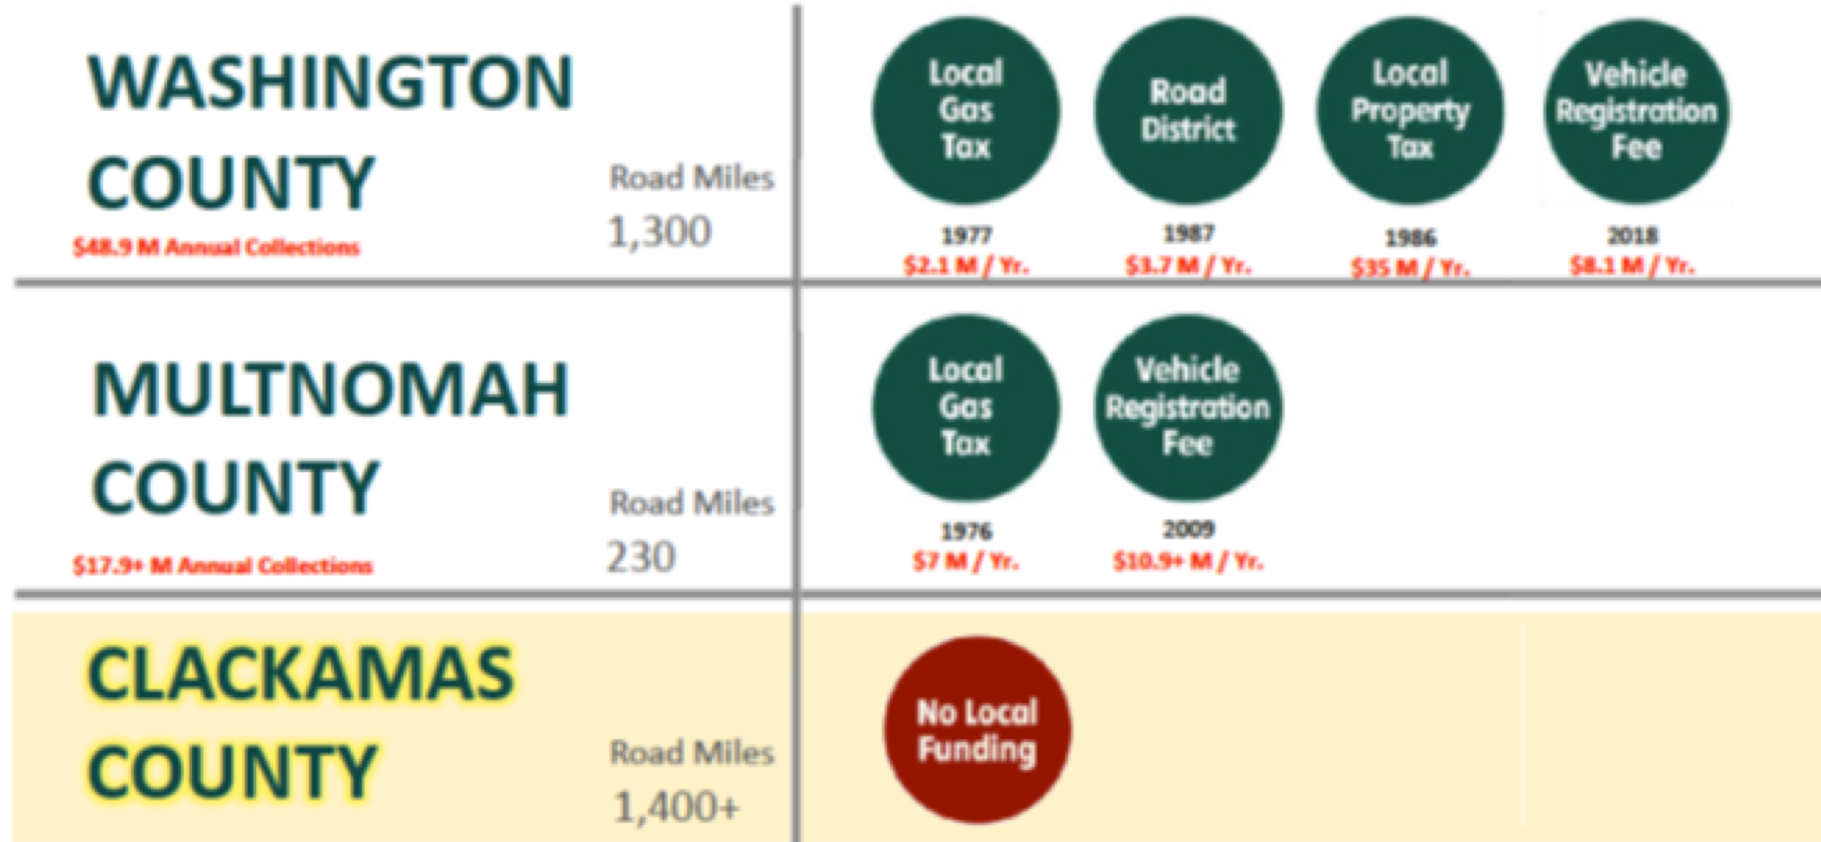 WASHINGTON
COUNTY
$48.9 M Annual Collections
Road Miles
1,300
Local
Gas
Tax
1977
$2.1 M / Yr.
Road
District
1987
$3.7 M / Yr.
Local
Property
Tax
1986
$35 M / Yr.
Vehicle
Registration
Fee
2018
$8.1 M / Yr.
MULTNOMAH
COUNTY
$17.9+ M Annual Collections
Road Miles
230
Local
Gas
Tax
1976
$7 M / Yr.
Vehicle
Registration
Fee
2009
$10.9+ M / Yr.
CLACKAMAS
COUNTY
Road Miles
1,400+
No Local
Funding